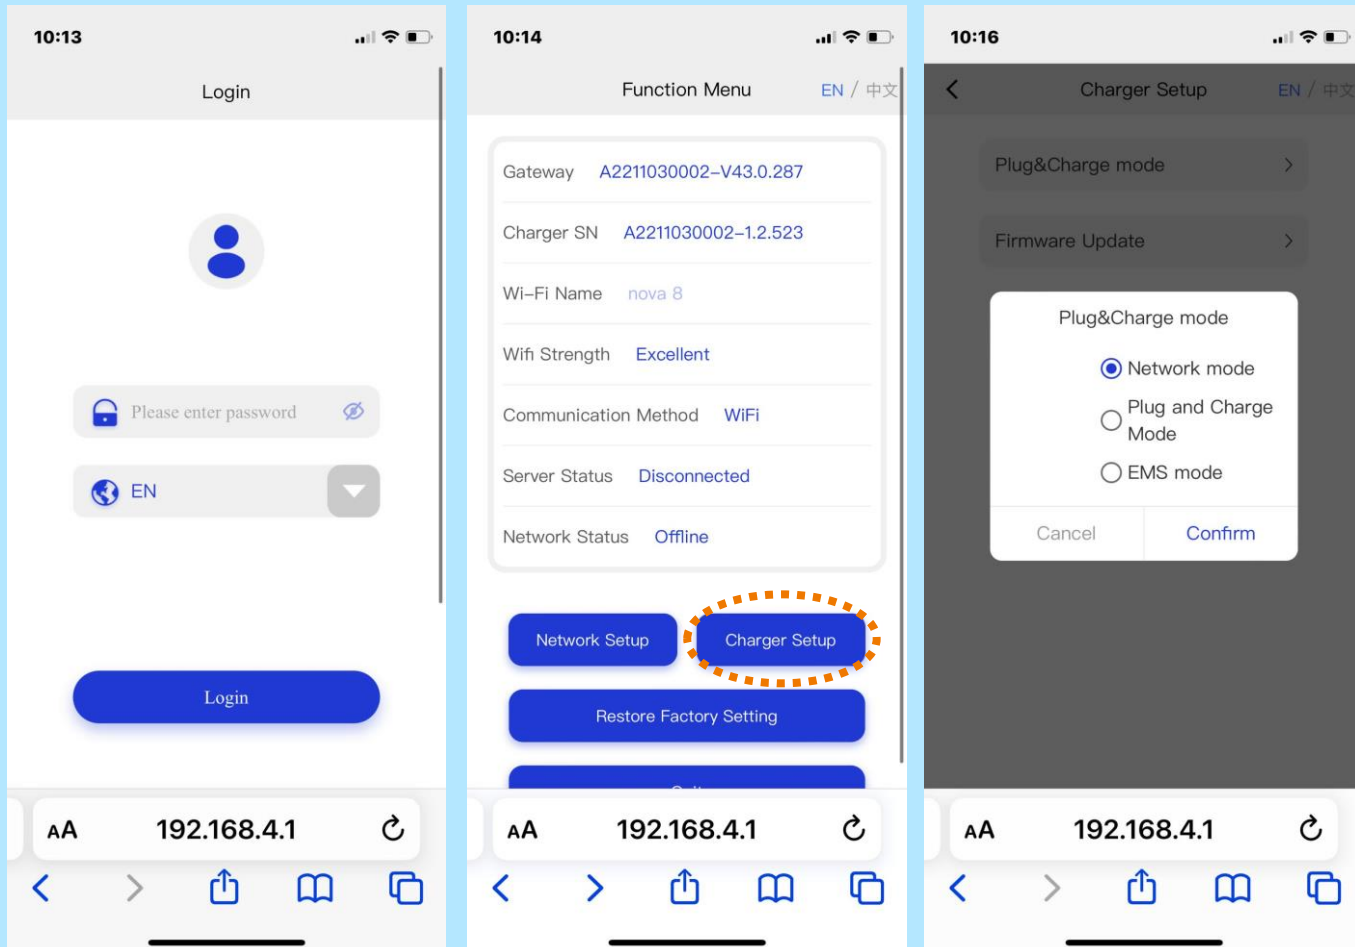 10:13
Login
Please enter password
EN
Login
AA 192.168.4.1
10:14
Function Menu EN / 中文
Gateway A2211030002-V43.0.287
Charger SN A2211030002-1.2.523
Wi-Fi Name nova 8
Wifi Strength Excellent
Communication Method WiFi
Server Status Disconnected
Network Status Offline
Network Setup Charger Setup
Restore Factory Setting
AA 192.168.4.1
10:16
Charger Setup EN / 中文
Plug&Charge mode
Firmware Update
Plug&Charge mode
Network mode
Plug and Charge
Mode
EMS mode
Cancel Confirm
AA 192.168.4.1